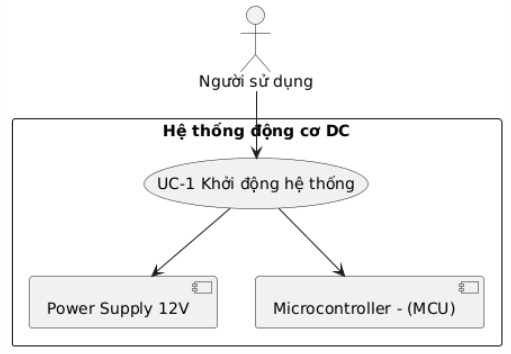 Người sử dụng
Hệ thống động cơ DC
UC-1 Khởi động hệ thống
Power Supply 12V
Microcontroller - (MCU)